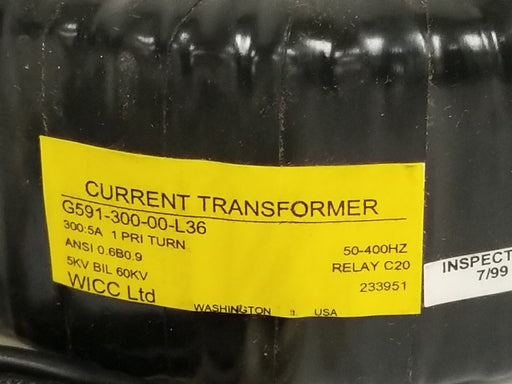 CURRENT TRANSFORMER
G591-300-00-L36
300:5A 1 PRI TURN
50-400HZ
ANSI 0.6B0.9
RELAY C20
5KV BIL 60KV
233951
WICC Ltd
WASHINGTON IL USA
INSPECT
7/99